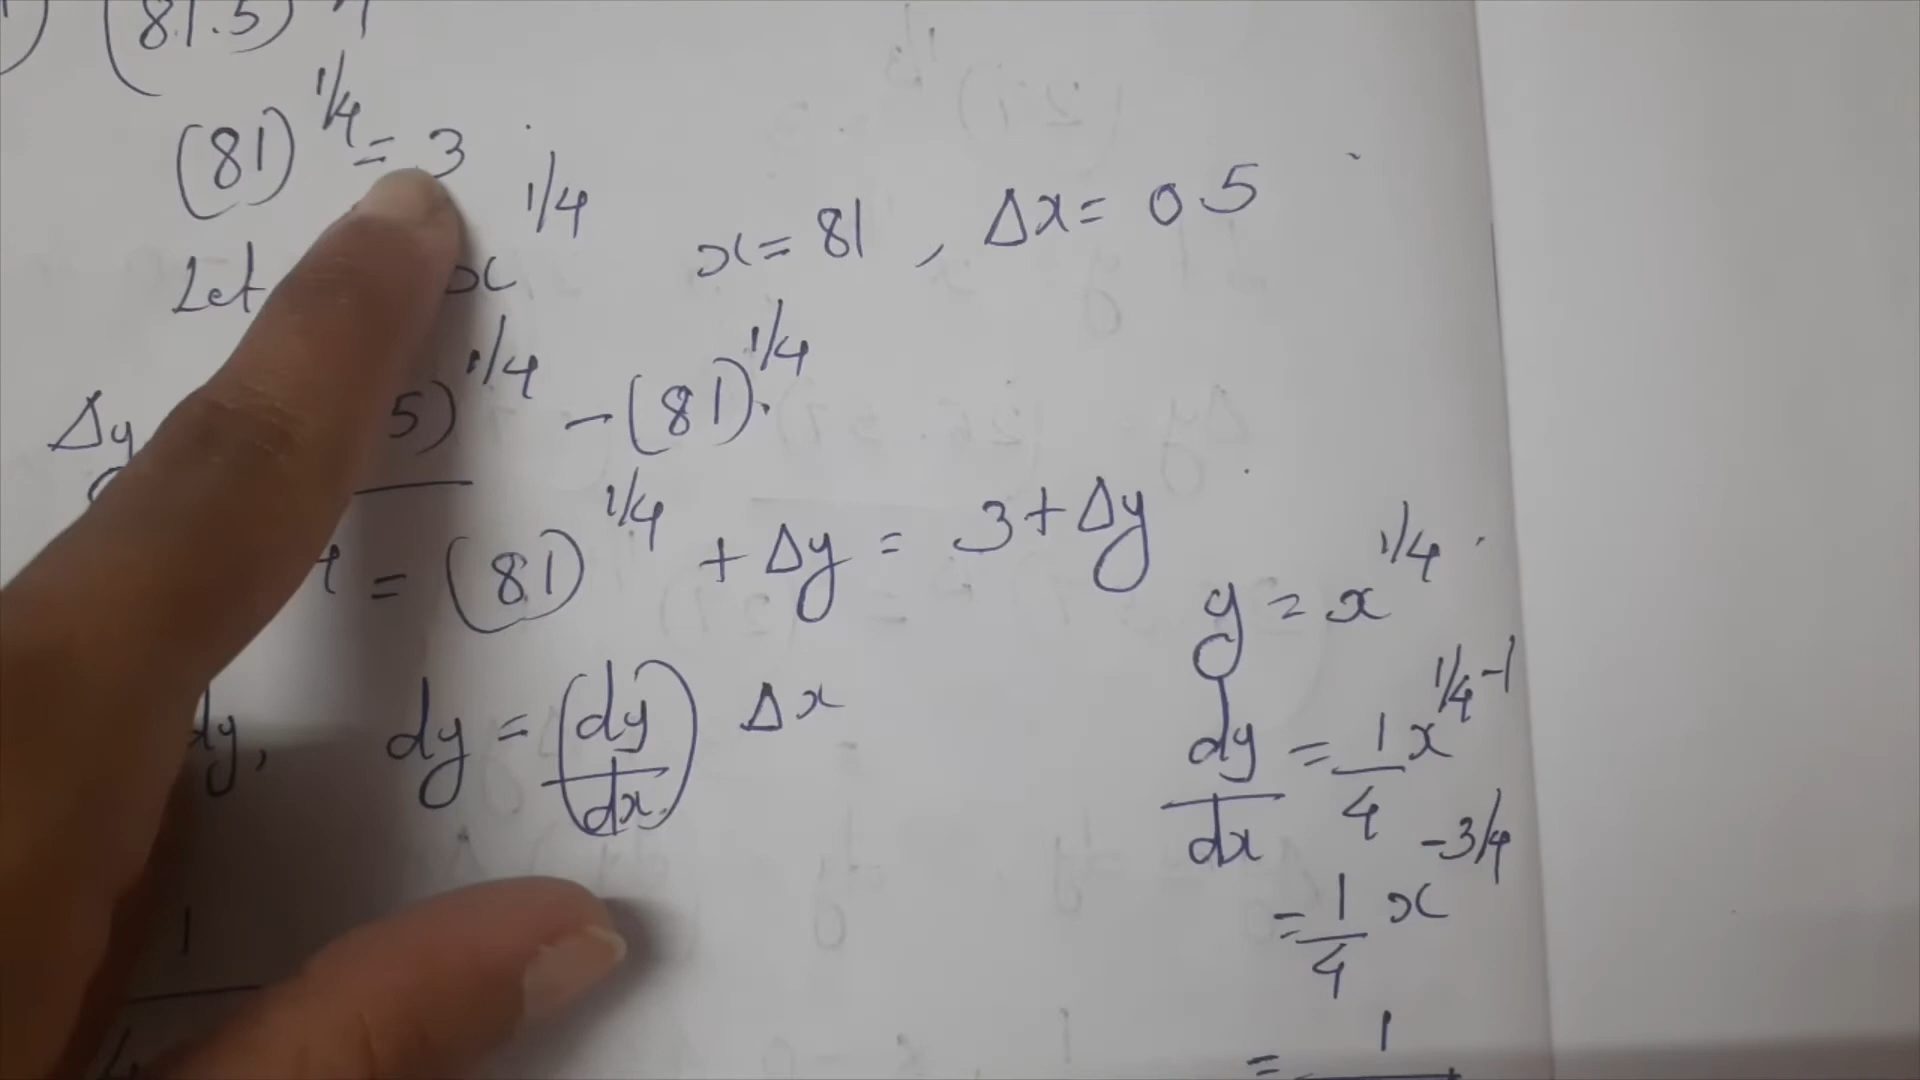 (81.5)
(81)^1/4 = 3
Let x^1/4 x = 81 , Δx = 0 5
Δy 5)^1/4 - (81)^1/4
= (81)^1/4 + Δy = 3 + Δy
y = x^1/4
dy, dy = (dy/dx) Δx
dy/dx = 1/4 x^1/4-1
= 1/4 x^-3/4
1
= 1